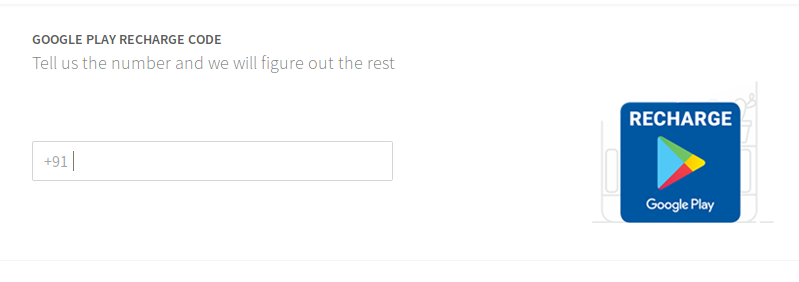 GOOGLE PLAY RECHARGE CODE
Tell us the number and we will figure out the rest
+91
RECHARGE
Google Play